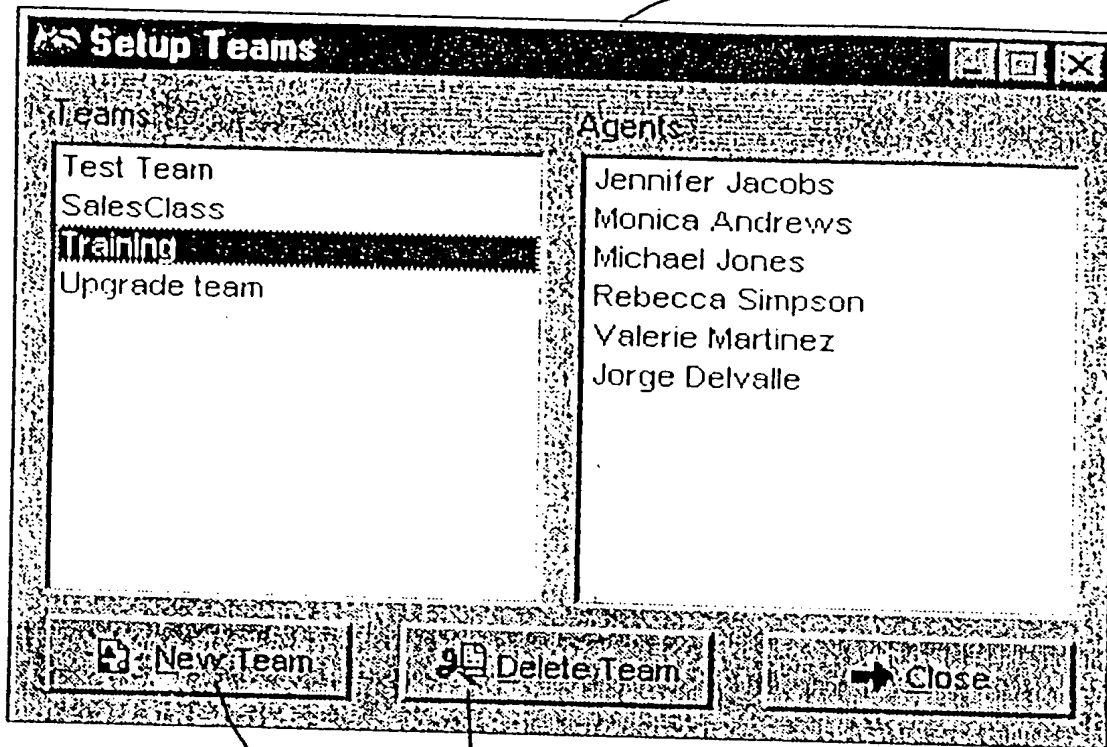 Setup Teams
Teams:
Agents:
Test Team
SalesClass
Training
Upgrade team
Jennifer Jacobs
Monica Andrews
Michael Jones
Rebecca Simpson
Valerie Martinez
Jorge Delvalle
New Team
Delete Team
Close